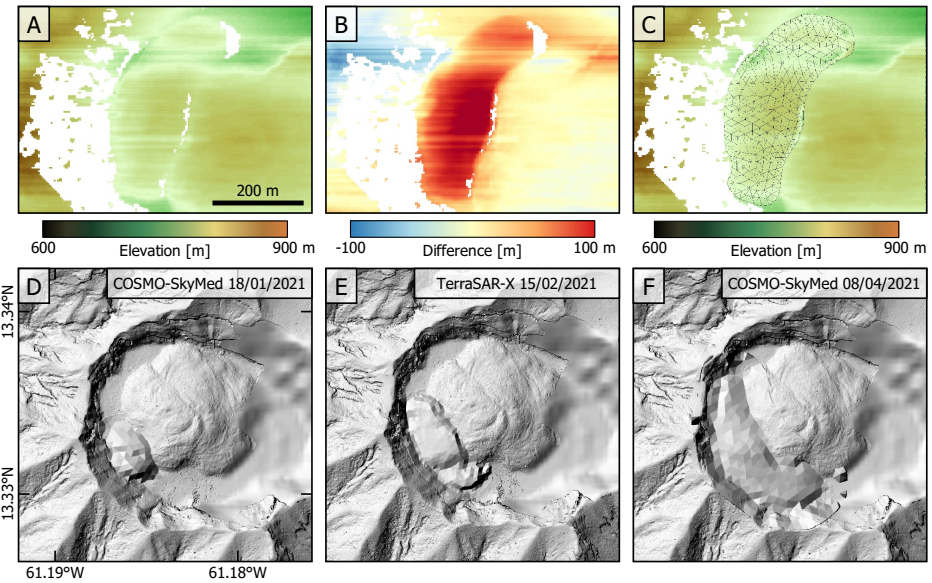 A
B
C
200 m
600
Elevation [m]
900 m
-100
Difference [m]
100 m
600
Elevation [m]
900 m
D
COSMO-SkyMed 18/01/2021
E
TerraSAR-X 15/02/2021
F
COSMO-SkyMed 08/04/2021
13.34°N
13.33°N
61.19°W
61.18°W